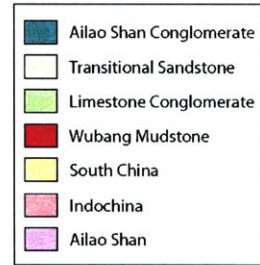 Ailao Shan Conglomerate
Transitional Sandstone
Limestone Conglomerate
Wubang Mudstone
South China
Indochina
Ailao Shan